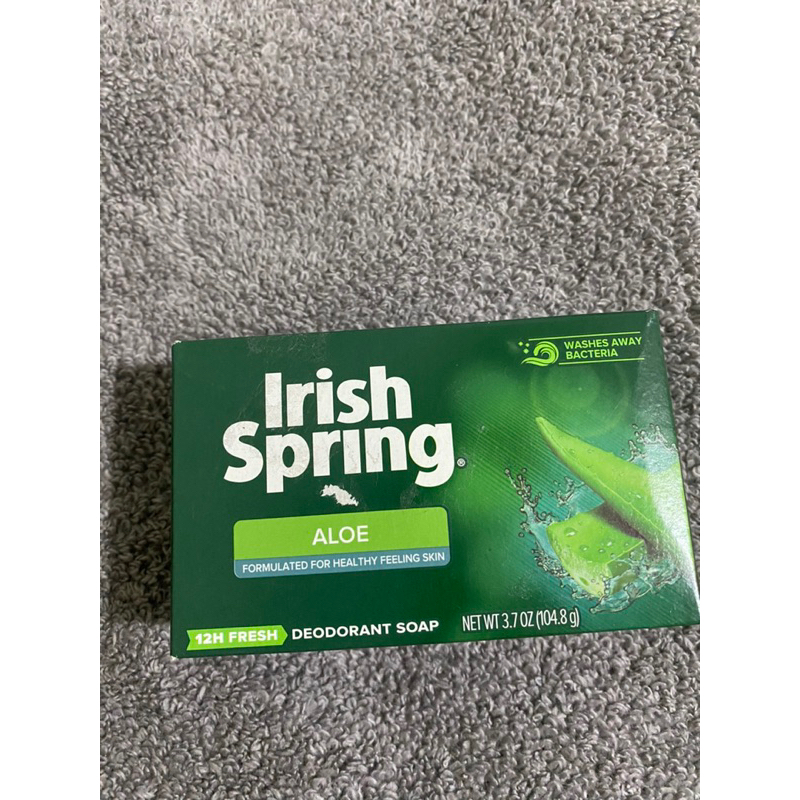 WASHES AWAY
BACTERIA
Irish
Spring®
ALOE
FORMULATED FOR HEALTHY FEELING SKIN
12H FRESH DEODORANT SOAP
NET WT 3.7 OZ (104.8 g)